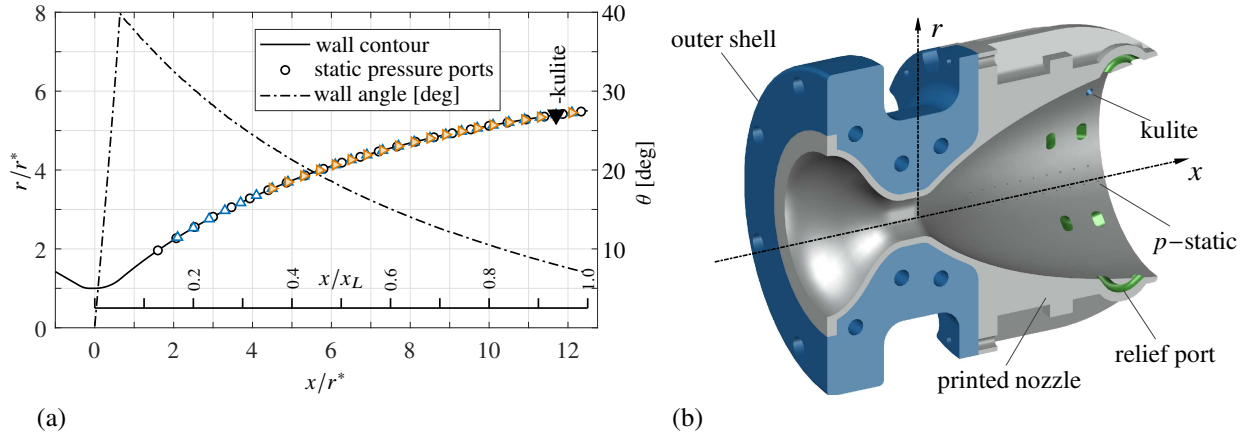 8
6
4
2
0
r/r*
wall contour
static pressure ports
wall angle [deg]
kulite
40
30
20
10
0
θ [deg]
x/x_L
0.2
0.4
0.6
0.8
1.0
0 2 4 6 8 10 12
x/r*
(a)
outer shell
r
kulite
x
p−static
relief port
printed nozzle
(b)